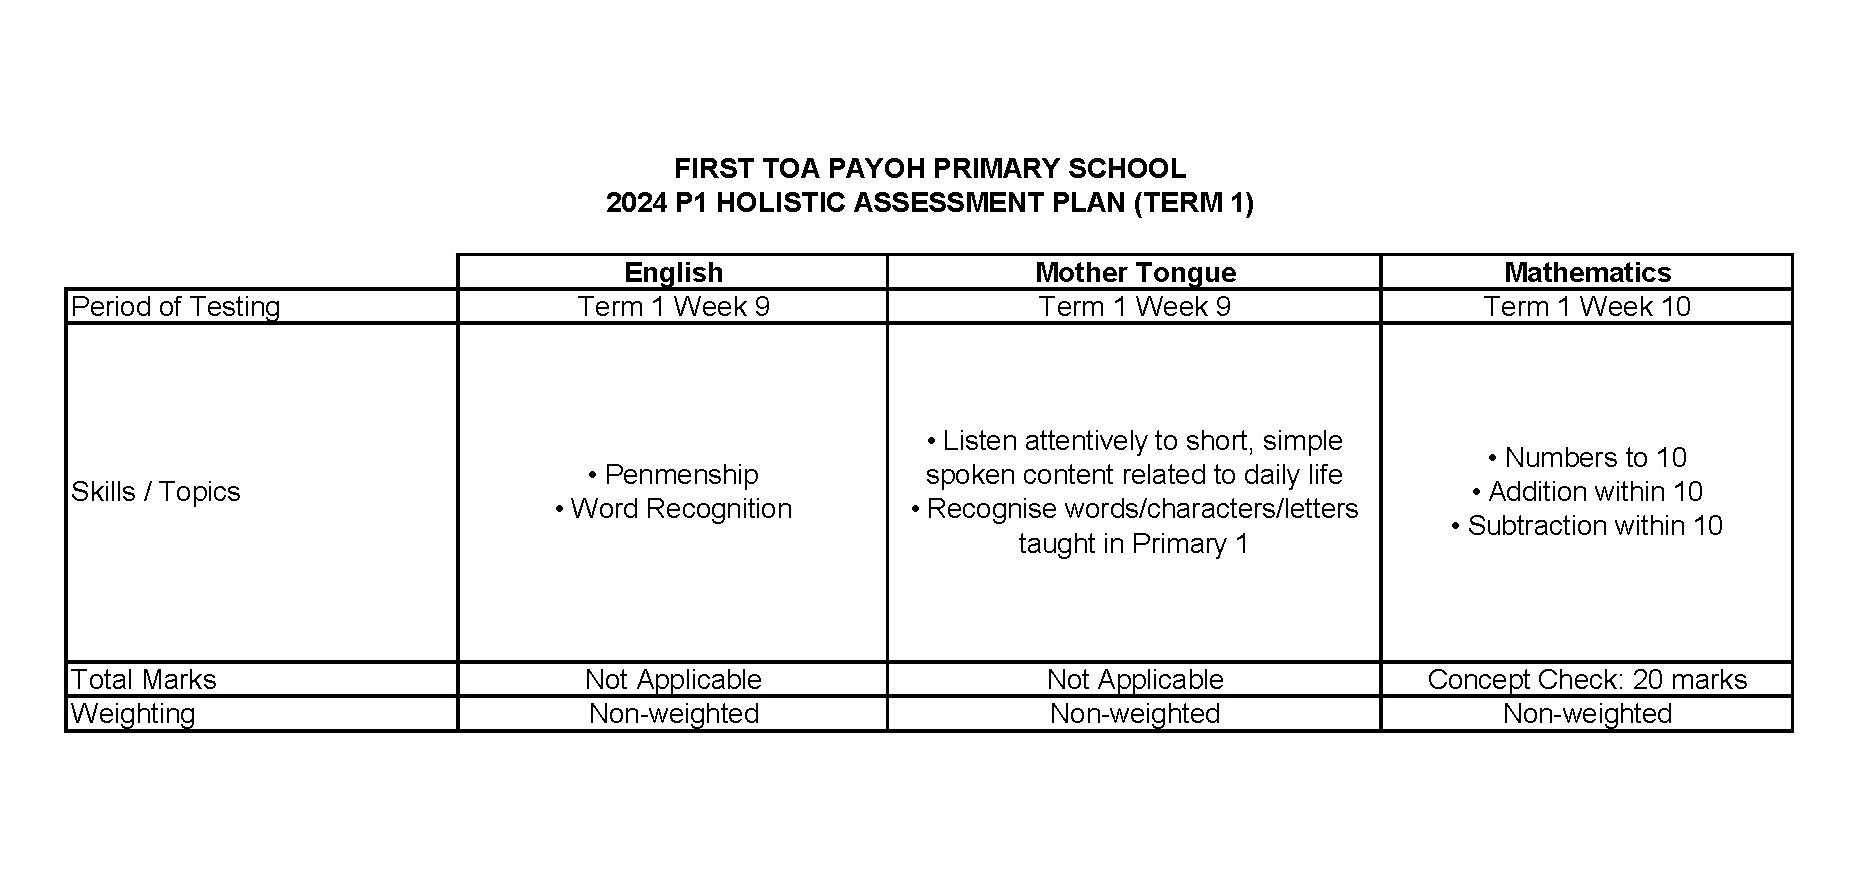 FIRST TOA PAYOH PRIMARY SCHOOL
2024 P1 HOLISTIC ASSESSMENT PLAN (TERM 1)
English Mother Tongue Mathematics
Period of Testing Term 1 Week 9 Term 1 Week 9 Term 1 Week 10
Skills / Topics
• Penmenship
• Word Recognition
• Listen attentively to short, simple
spoken content related to daily life
• Recognise words/characters/letters
taught in Primary 1
• Numbers to 10
• Addition within 10
• Subtraction within 10
Total Marks Not Applicable Not Applicable Concept Check: 20 marks
Weighting Non-weighted Non-weighted Non-weighted